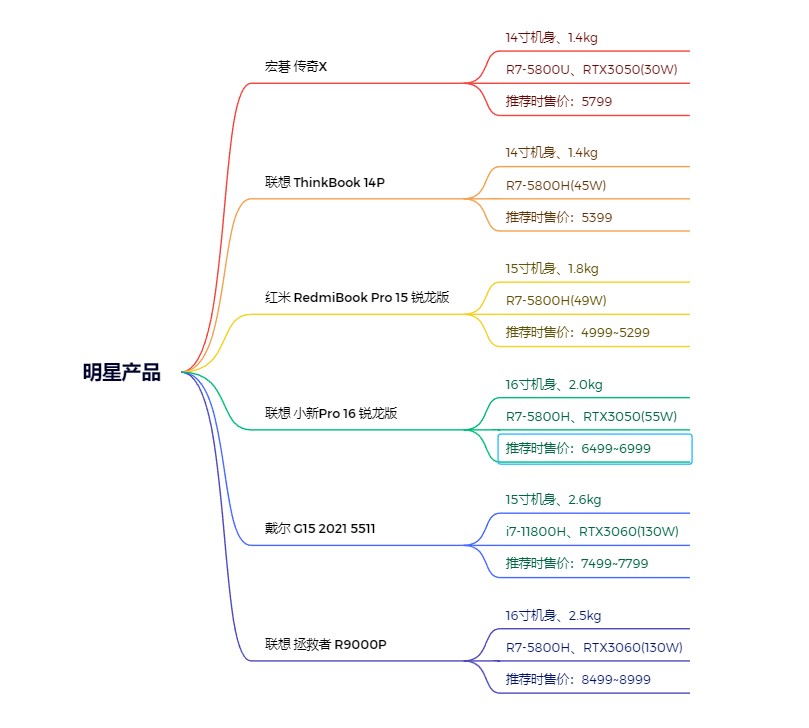 明星产品
宏碁 传奇X
14寸机身、1.4kg
R7-5800U、RTX3050(30W)
推荐时售价：5799
联想 ThinkBook 14P
14寸机身、1.4kg
R7-5800H(45W)
推荐时售价：5399
红米 RedmiBook Pro 15 锐龙版
15寸机身、1.8kg
R7-5800H(49W)
推荐时售价：4999~5299
联想 小新Pro 16 锐龙版
16寸机身、2.0kg
R7-5800H、RTX3050(55W)
推荐时售价：6499~6999
戴尔 G15 2021 5511
15寸机身、2.6kg
i7-11800H、RTX3060(130W)
推荐时售价：7499~7799
联想 拯救者 R9000P
16寸机身、2.5kg
R7-5800H、RTX3060(130W)
推荐时售价：8499~8999